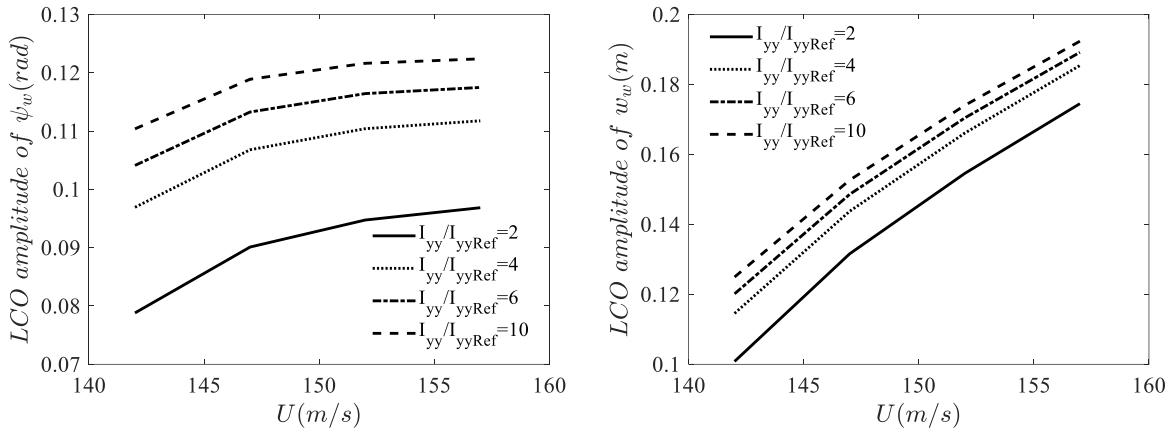 0.13
0.12
0.11
0.1
0.09
0.08
0.07
LCO amplitude of ψw(rad)
Iyy/IyyRef=2
Iyy/IyyRef=4
Iyy/IyyRef=6
Iyy/IyyRef=10
140 145 150 155 160
U(m/s)
0.2
0.18
0.16
0.14
0.12
0.1
LCO amplitude of ww(m)
Iyy/IyyRef=2
Iyy/IyyRef=4
Iyy/IyyRef=6
Iyy/IyyRef=10
140 145 150 155 160
U(m/s)